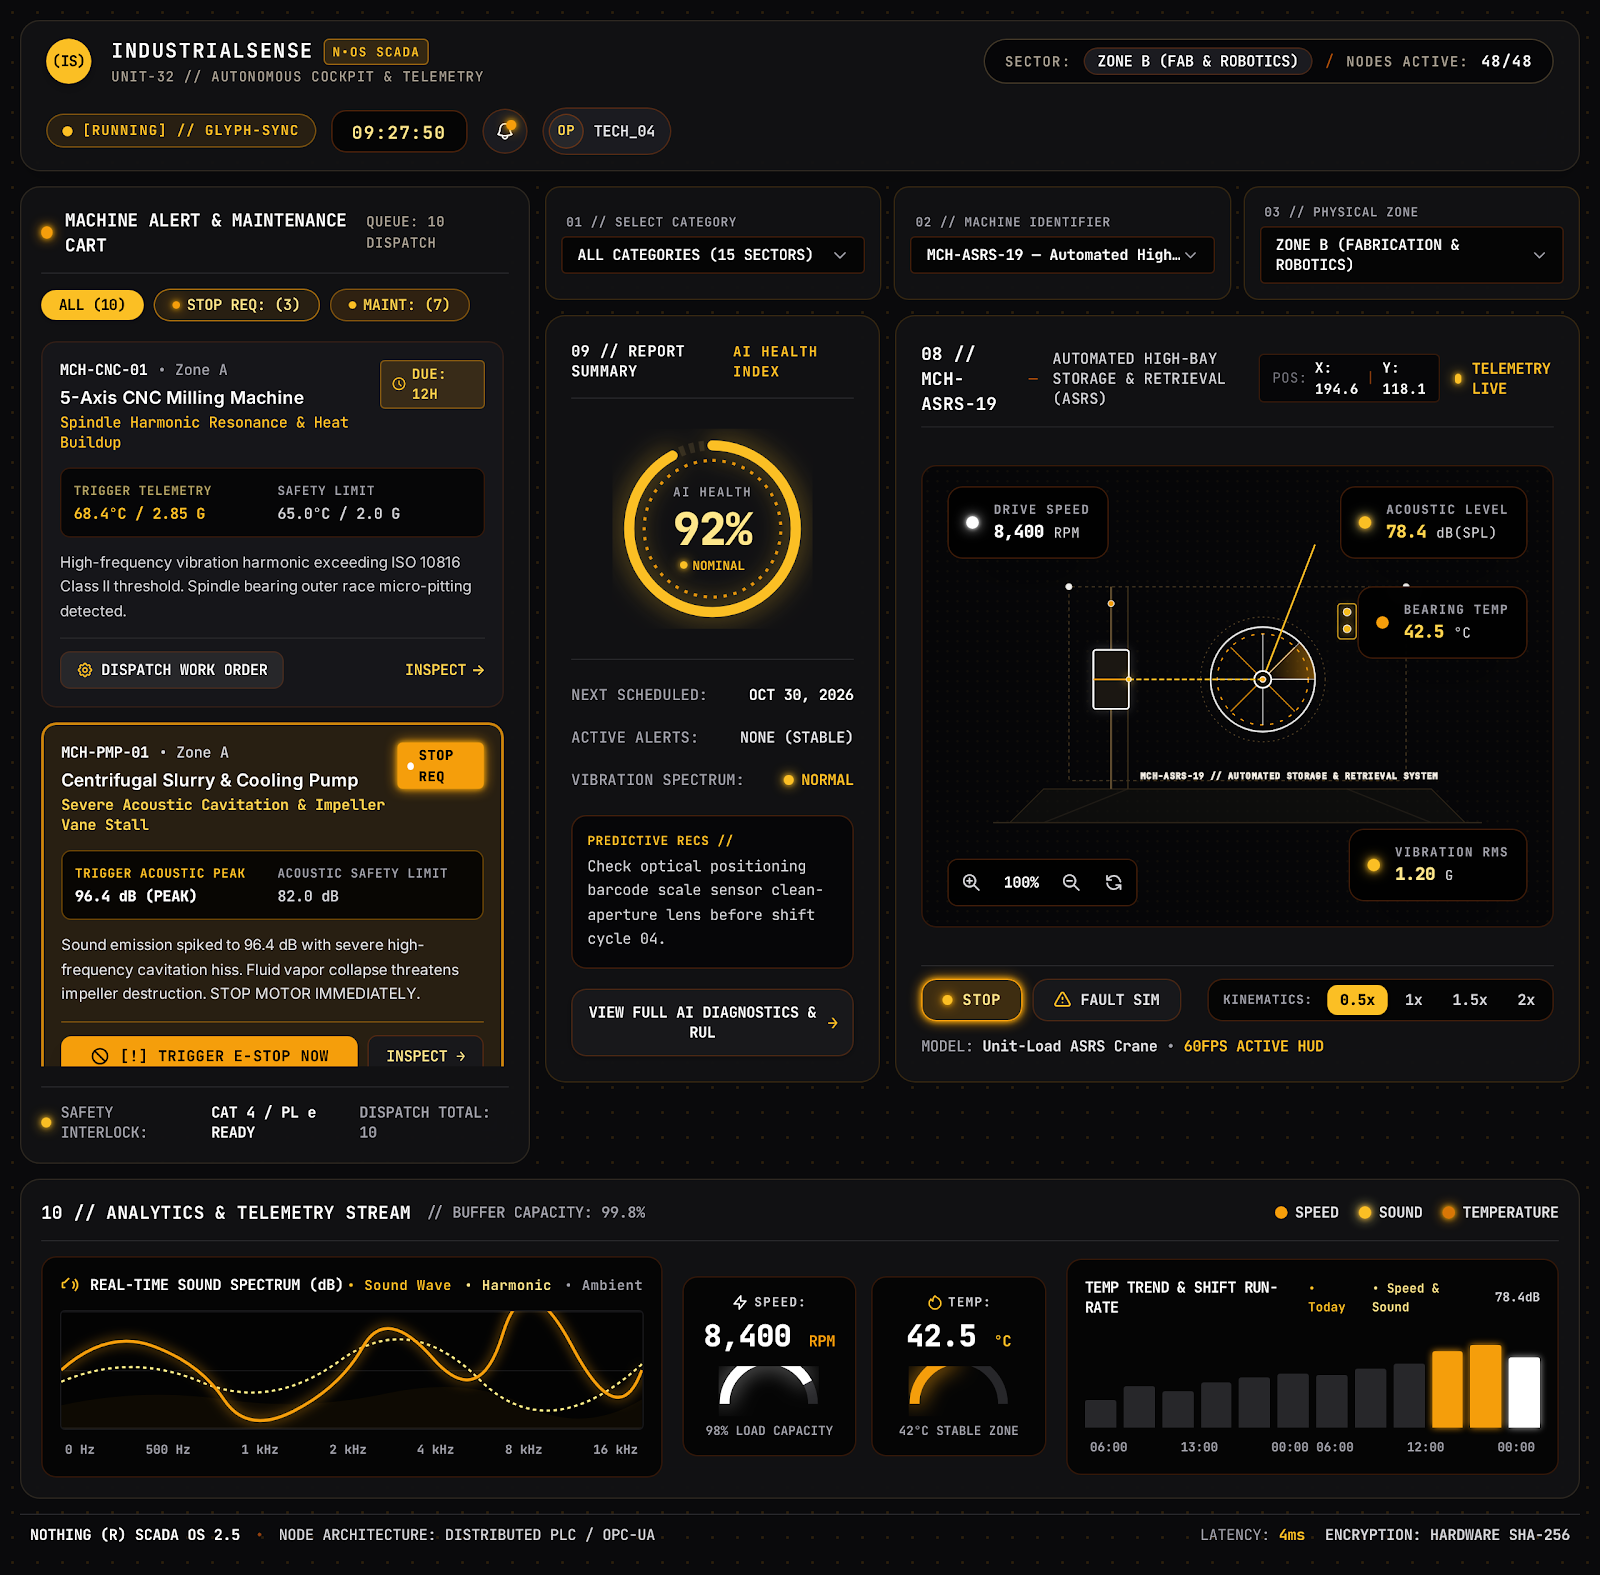 (IS)
INDUSTRIALSENSE
N•OS SCADA
UNIT-32 // AUTONOMOUS COCKPIT & TELEMETRY
SECTOR: ZONE B (FAB & ROBOTICS) / NODES ACTIVE: 48/48
[RUNNING] // GLYPH-SYNC
09:27:50
OP TECH_04
MACHINE ALERT & MAINTENANCE
CART
QUEUE: 10
DISPATCH
ALL (10)
STOP REQ: (3)
MAINT: (7)
MCH-CNC-01 • Zone A
5-Axis CNC Milling Machine
Spindle Harmonic Resonance & Heat
Buildup
DUE:
12H
TRIGGER TELEMETRY
68.4°C / 2.85 G
SAFETY LIMIT
65.0°C / 2.0 G
High-frequency vibration harmonic exceeding ISO 10816
Class II threshold. Spindle bearing outer race micro-pitting
detected.
DISPATCH WORK ORDER
INSPECT →
MCH-PMP-01 • Zone A
Centrifugal Slurry & Cooling Pump
Severe Acoustic Cavitation & Impeller
Vane Stall
STOP
REQ
TRIGGER ACOUSTIC PEAK
96.4 dB (PEAK)
ACOUSTIC SAFETY LIMIT
82.0 dB
Sound emission spiked to 96.4 dB with severe high-
frequency cavitation hiss. Fluid vapor collapse threatens
impeller destruction. STOP MOTOR IMMEDIATELY.
[!] TRIGGER E-STOP NOW
INSPECT →
SAFETY
INTERLOCK:
CAT 4 / PL e
READY
DISPATCH TOTAL:
10
01 // SELECT CATEGORY
ALL CATEGORIES (15 SECTORS)
02 // MACHINE IDENTIFIER
MCH-ASRS-19 — Automated High…
03 // PHYSICAL ZONE
ZONE B (FABRICATION &
ROBOTICS)
09 // REPORT
SUMMARY
AI HEALTH
INDEX
AI HEALTH
92%
NOMINAL
NEXT SCHEDULED: OCT 30, 2026
ACTIVE ALERTS: NONE (STABLE)
VIBRATION SPECTRUM: NORMAL
PREDICTIVE RECS //
Check optical positioning
barcode scale sensor clean-
aperture lens before shift
cycle 04.
VIEW FULL AI DIAGNOSTICS &
RUL
→
08 //
MCH-
ASRS-19
—
AUTOMATED HIGH-BAY
STORAGE & RETRIEVAL
(ASRS)
POS:
X:
194.6
|
Y:
118.1
TELEMETRY
LIVE
DRIVE SPEED
8,400 RPM
ACOUSTIC LEVEL
78.4 dB(SPL)
BEARING TEMP
42.5 °C
MCH-ASRS-19 // AUTOMATED STORAGE & RETRIEVAL SYSTEM
VIBRATION RMS
1.20 G
100%
STOP
FAULT SIM
KINEMATICS: 0.5x 1x 1.5x 2x
MODEL: Unit-Load ASRS Crane • 60FPS ACTIVE HUD
10 // ANALYTICS & TELEMETRY STREAM // BUFFER CAPACITY: 99.8%
SPEED SOUND TEMPERATURE
REAL-TIME SOUND SPECTRUM (dB) • Sound Wave • Harmonic • Ambient
0 Hz 500 Hz 1 kHz 2 kHz 4 kHz 8 kHz 16 kHz
SPEED:
8,400 RPM
98% LOAD CAPACITY
TEMP:
42.5 °C
42°C STABLE ZONE
TEMP TREND & SHIFT RUN-
RATE
•
Today
• Speed &
Sound
78.4dB
06:00 13:00 00:00 06:00 12:00 00:00
NOTHING (R) SCADA OS 2.5 • NODE ARCHITECTURE: DISTRIBUTED PLC / OPC-UA
LATENCY: 4ms ENCRYPTION: HARDWARE SHA-256